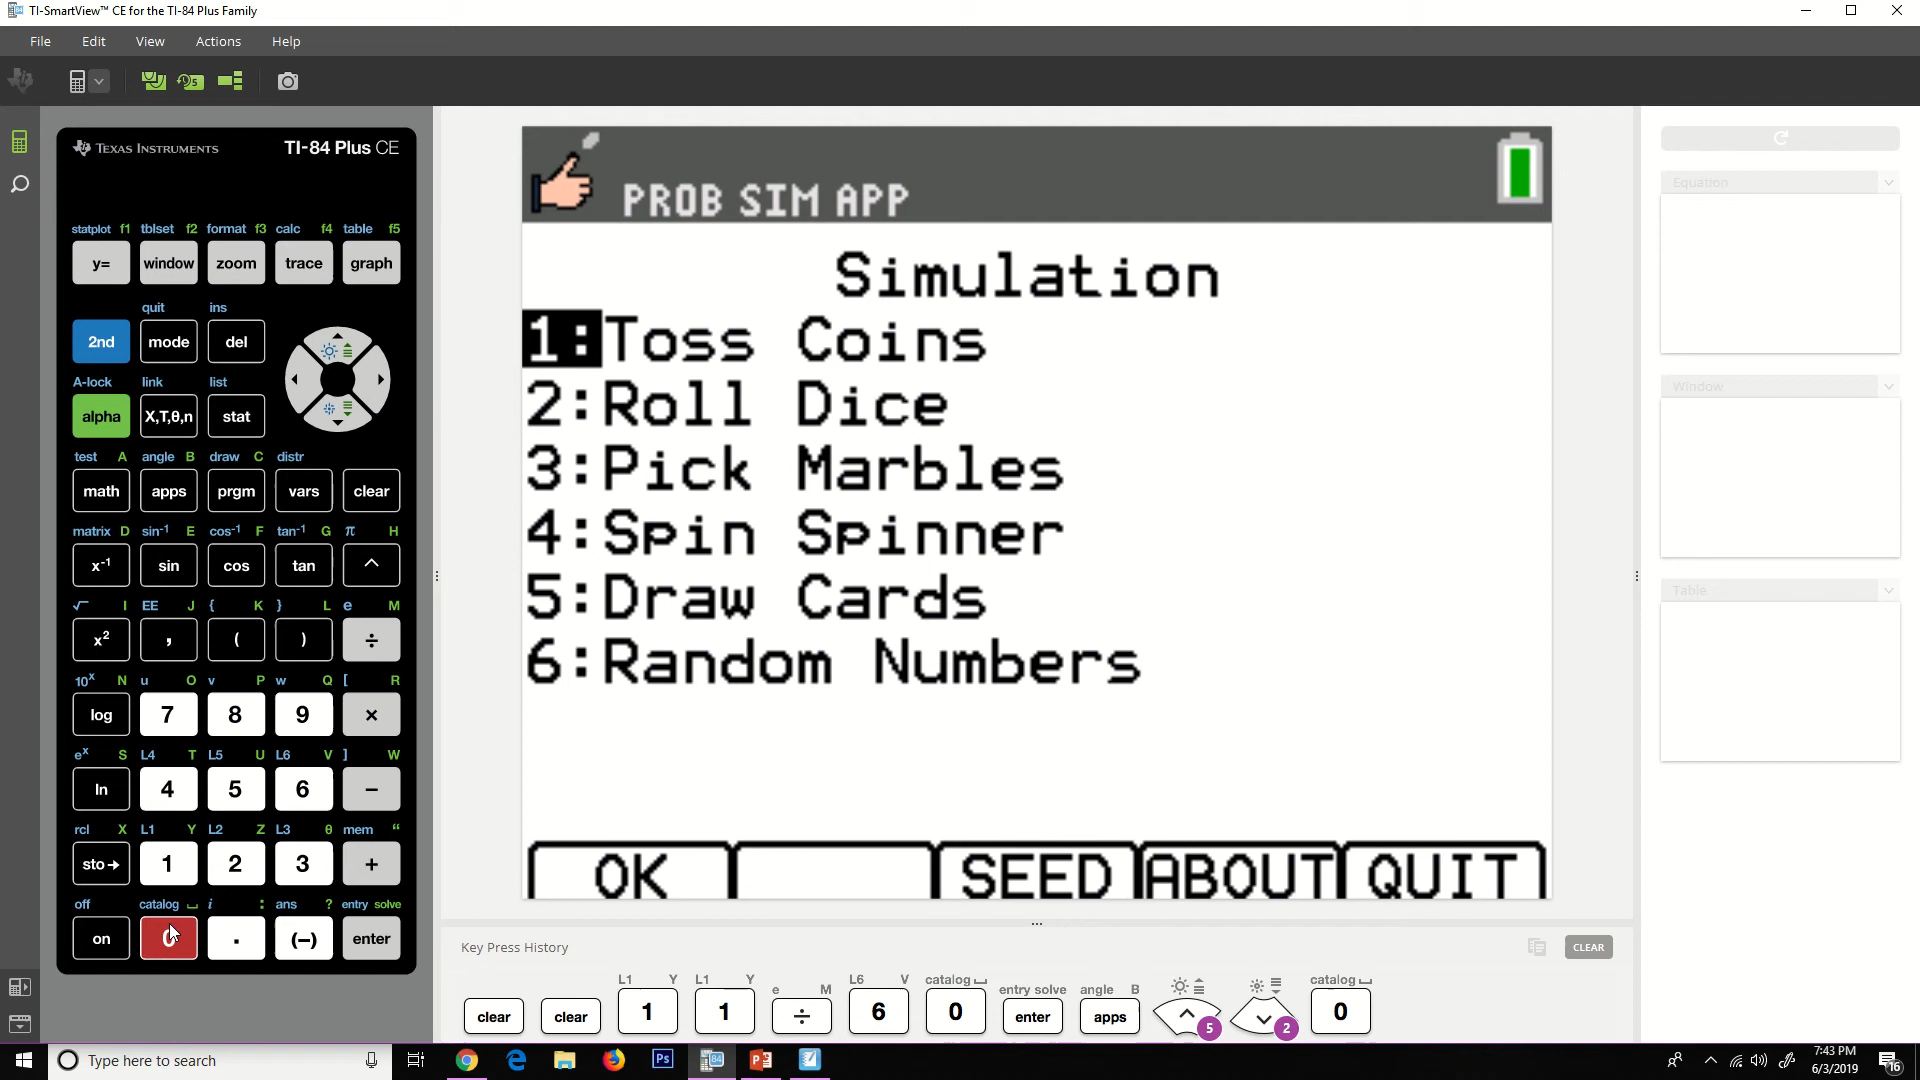 TI-SmartView™ CE for the TI-84 Plus Family
File Edit View Actions Help
TEXAS INSTRUMENTS TI-84 Plus CE
statplot f1 tblset f2 format f3 calc f4 table f5
y= window zoom trace graph
quit ins
2nd mode del
A-lock link list
alpha X,T,θ,n stat
test A angle B draw C distr
math apps prgm vars clear
matrix D sin⁻¹ E cos⁻¹ F tan⁻¹ G π H
x⁻¹ sin cos tan ^
√ I EE J { K } L e M
x² , ( ) ÷
10ˣ N u O v P w Q [ R
log 7 8 9 ×
eˣ S L4 T L5 U L6 V ] W
ln 4 5 6 −
rcl X L1 Y L2 Z L3 θ mem “
sto→ 1 2 3 +
off catalog ⎵ i : ans ? entry solve
on 0 . (−) enter
PROB SIM APP
Simulation
1:Toss Coins
2:Roll Dice
3:Pick Marbles
4:Spin Spinner
5:Draw Cards
6:Random Numbers
OK SEED ABOUT QUIT
Key Press History CLEAR
L1 Y L1 Y e M L6 V catalog ⎵ entry solve angle B catalog ⎵
clear clear 1 1 ÷ 6 0 enter apps 5 2 0
Equation
Window
Table
Type here to search
Ps
84
7:43 PM
6/3/2019
16